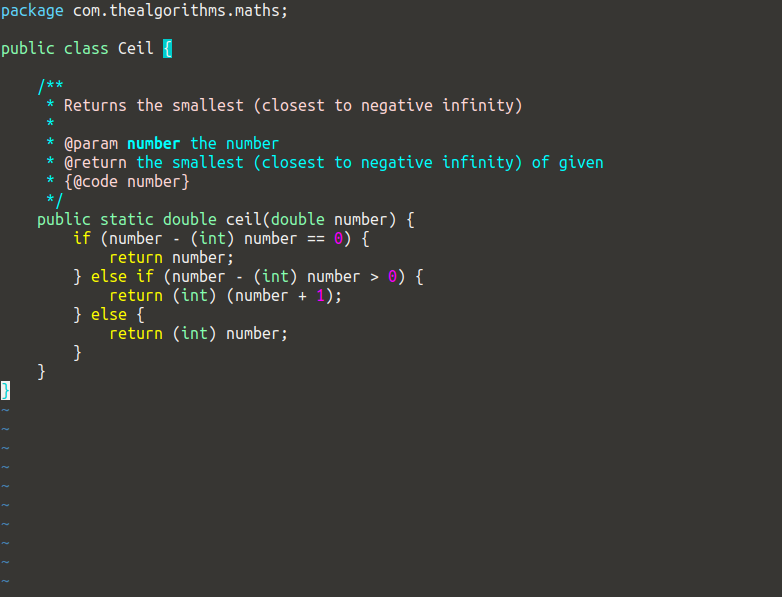 package com.thealgorithms.maths;

public class Ceil {

    /**
     * Returns the smallest (closest to negative infinity)
     *
     * @param number the number
     * @return the smallest (closest to negative infinity) of given
     * {@code number}
     */
    public static double ceil(double number) {
        if (number - (int) number == 0) {
            return number;
        } else if (number - (int) number > 0) {
            return (int) (number + 1);
        } else {
            return (int) number;
        }
    }
}
~
~
~
~
~
~
~
~
~
~